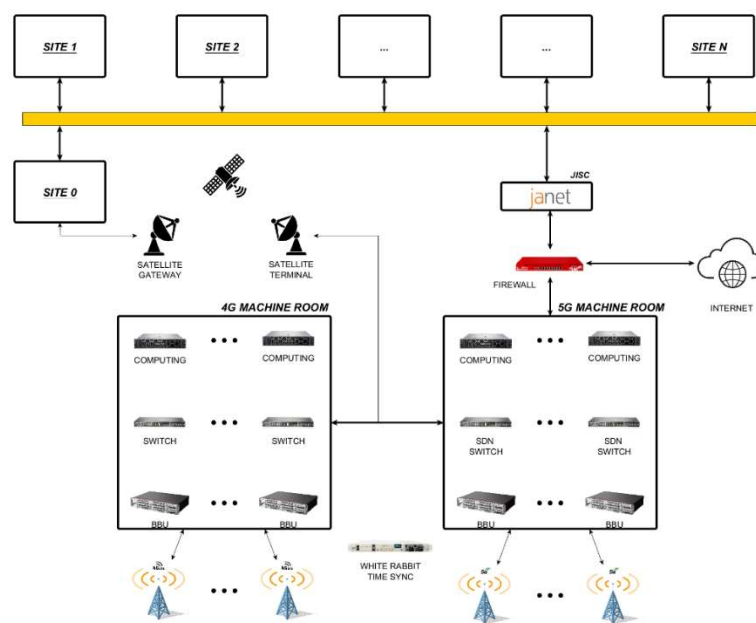 SITE 1
SITE 2
...
...
SITE N
SITE 0
JISC
janet
SATELLITE
GATEWAY
SATELLITE
TERMINAL
FIREWALL
INTERNET
4G MACHINE ROOM
COMPUTING
COMPUTING
SWITCH
SWITCH
BBU
BBU
5G MACHINE ROOM
COMPUTING
COMPUTING
SDN
SWITCH
SDN
SWITCH
BBU
BBU
WHITE RABBIT
TIME SYNC